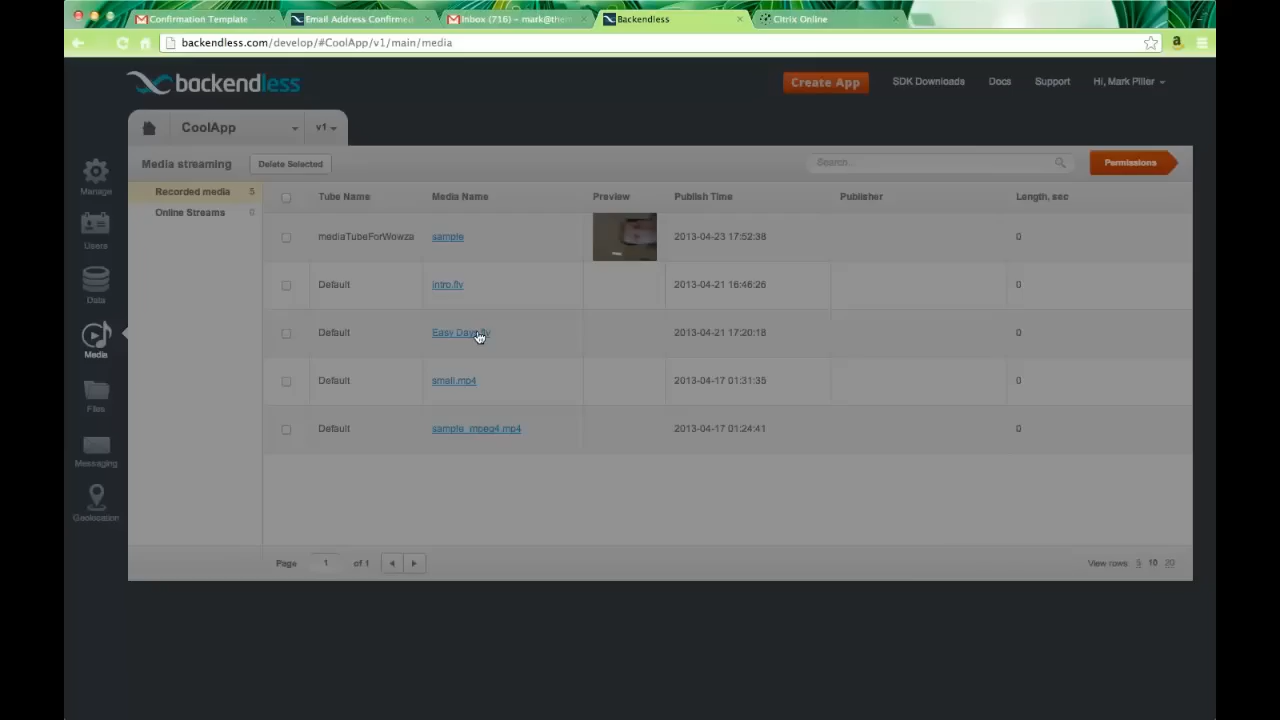 Confirmation Template
Email Address Confirmed
Inbox (716) – mark@them
Backendless
Citrix Online
backendless.com/develop/#CoolApp/v1/main/media
backendless
Create App
SDK Downloads
Docs
Support
Hi, Mark Piller
CoolApp
v1
Media streaming
Delete Selected
Search...
Permissions
Manage
Users
Data
Media
Files
Messaging
Geolocation
Recorded media 5
Online Streams 0
Tube Name Media Name Preview Publish Time Publisher Length, sec
mediaTubeForWowza sample 2013-04-23 17:52:38 0
Default intro.flv 2013-04-21 16:46:26 0
Default Easy 2013-04-21 17:20:18 0
Default small.mp4 2013-04-17 01:31:35 0
Default sample_mpeg4.mp4 2013-04-17 01:24:41 0
Page 1 of 1
View rows: 5 10 20